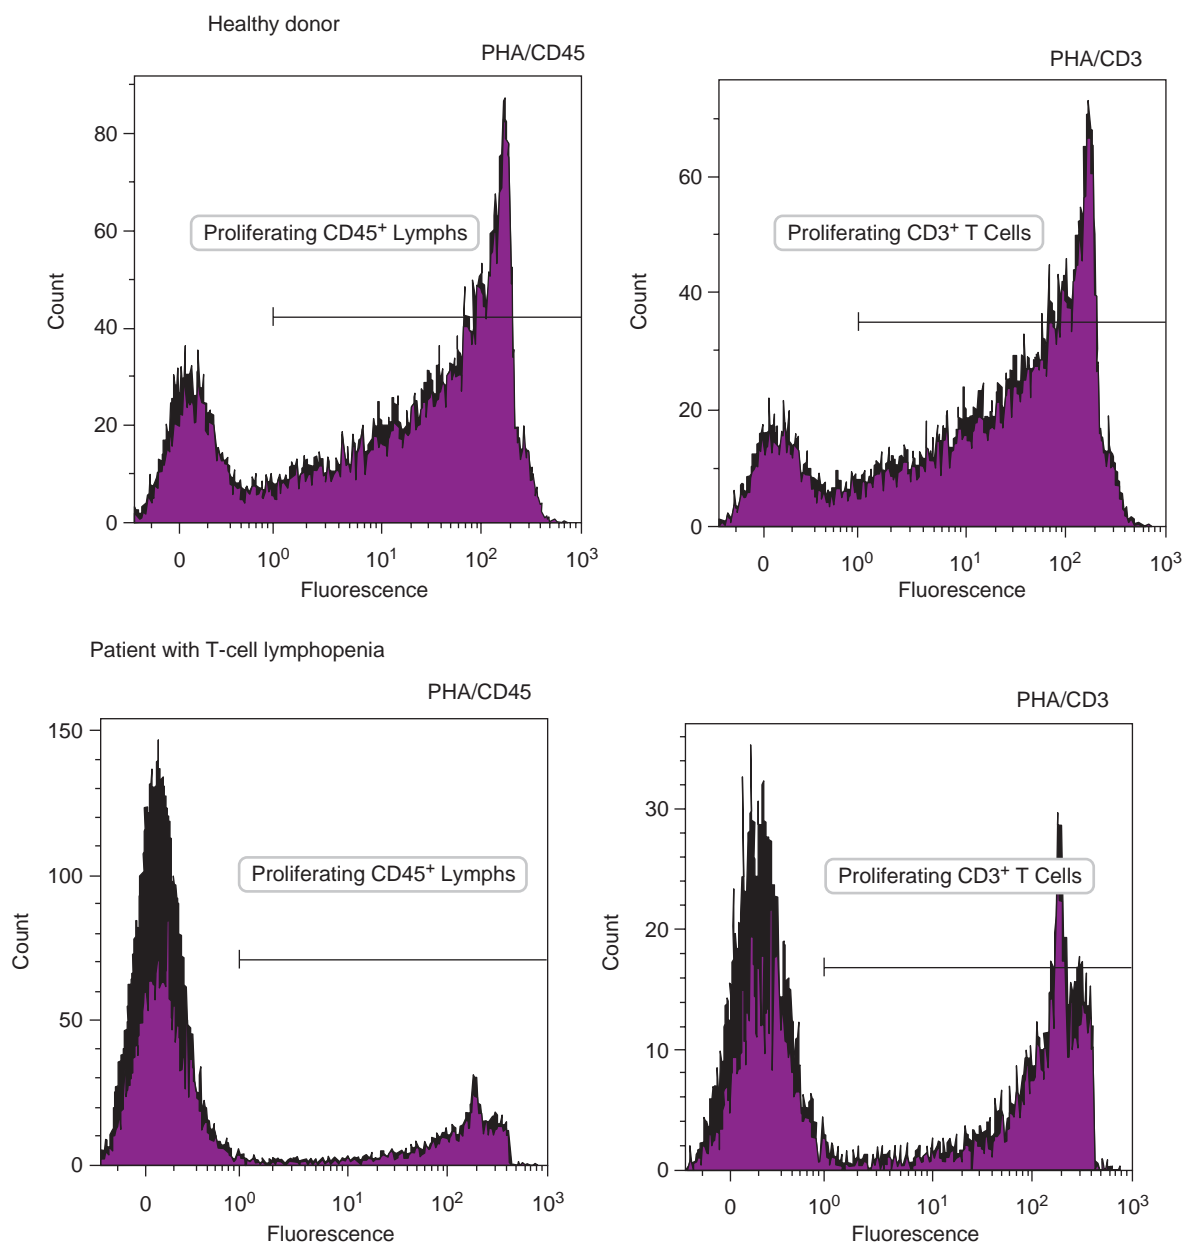 Healthy donor
PHA/CD45
80
60
40
20
0
Count
Proliferating CD45⁺ Lymphs
0 10⁰ 10¹ 10² 10³
Fluorescence
PHA/CD3
60
40
20
0
Count
Proliferating CD3⁺ T Cells
0 10⁰ 10¹ 10² 10³
Fluorescence
Patient with T-cell lymphopenia
PHA/CD45
150
100
50
0
Count
Proliferating CD45⁺ Lymphs
0 10⁰ 10¹ 10² 10³
Fluorescence
PHA/CD3
30
20
10
0
Count
Proliferating CD3⁺ T Cells
0 10⁰ 10¹ 10² 10³
Fluorescence